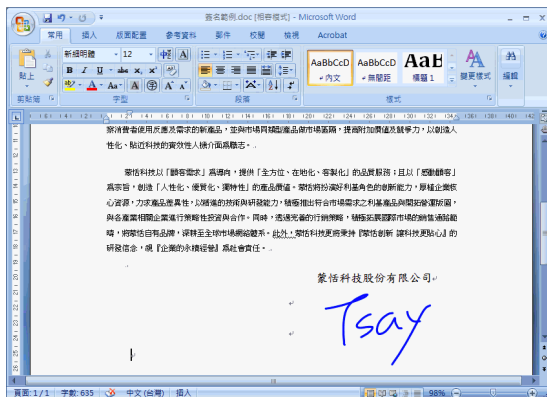 簽名範例.doc [相容模式] - Microsoft Word
常用 插入 版面配置 參考資料 郵件 校閱 檢視 Acrobat
新細明體 12
貼上
B I U abc
AaBbCcD AaBbCcD AaBl
內文 無間距 標題 1
變更樣式 編輯
剪貼簿 字型 段落 樣式
察消費者使用反應及需求的新產品，並與市場同類型產品做市場區隔，提高附加價值及競爭力，以創造人
性化、貼近科技的實效性人機介面為職志。
蒙恬科技以「顧客需求」為導向，提供「全方位、在地化、客製化」的品質服務；且以「感動顧客」
為宗旨，創造「人性化、優質化、獨特性」的產品價值。蒙恬將扮演好利基角色的創新能力，厚植企業核
心資源，力求產品差異性，以精進的技術與研發能力，積極推出符合市場需求之利基產品與開拓營運版圖，
與各產業相關企業進行策略性投資與合作。同時，透過完善的行銷策略，積極拓展國際市場的銷售通路範
疇，將蒙恬自有品牌，深耕至全球市場網絡體系。此外，蒙恬科技更將秉持『蒙恬創新 讓科技更貼心』的
研發信念，視『企業的永續經營』為社會責任。
蒙恬科技股份有限公司
Tsay
頁面: 1/1 字數: 635 中文 (台灣) 插入 98%